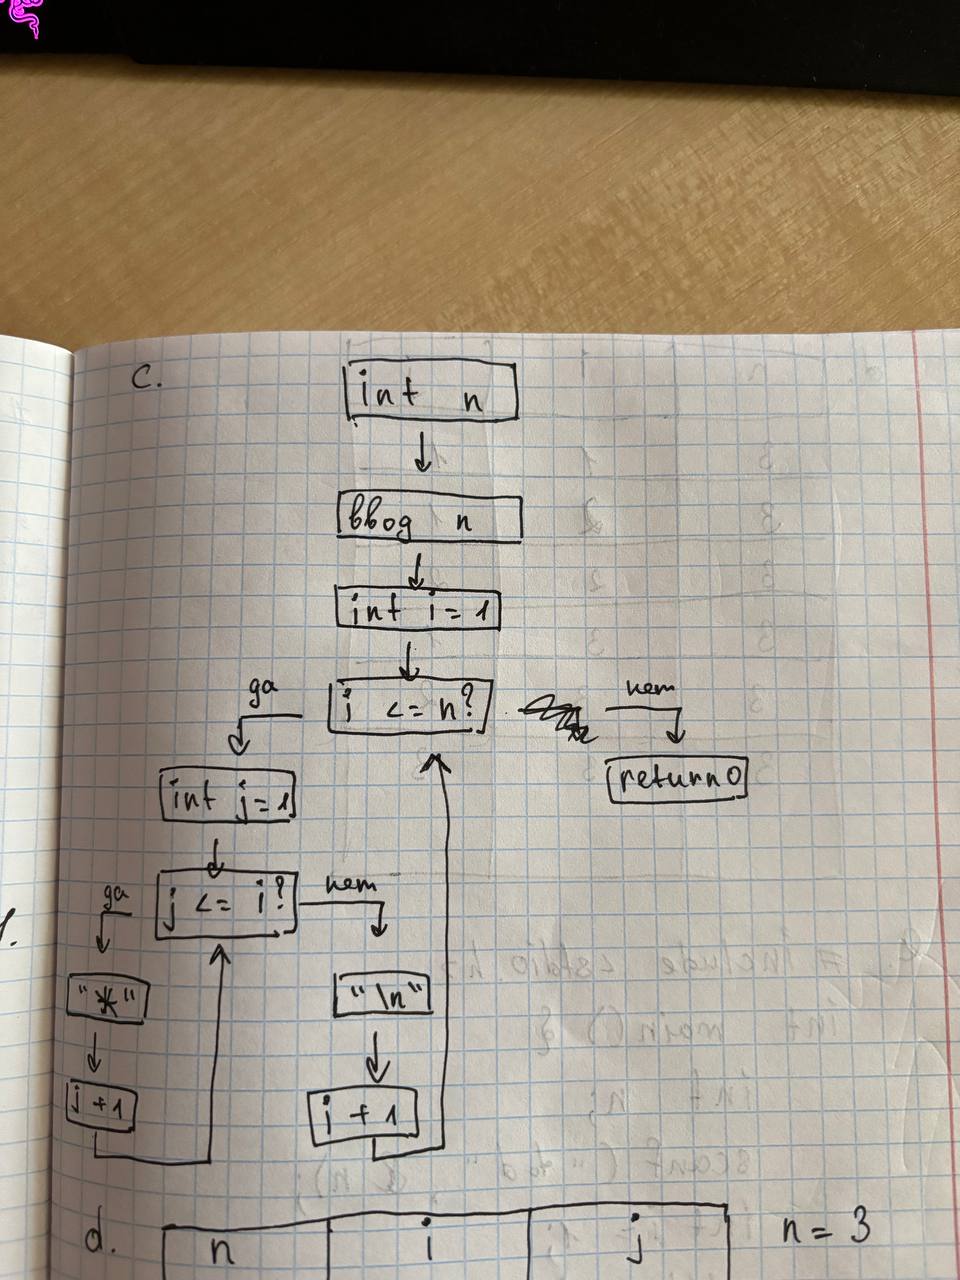 c.
int n
ввод n
int i = 1
i <= n?
да
нет
return 0
int j = 1
j <= i?
да
нет
"*"
"\n"
j + 1
i + 1
d.
n i j
n = 3